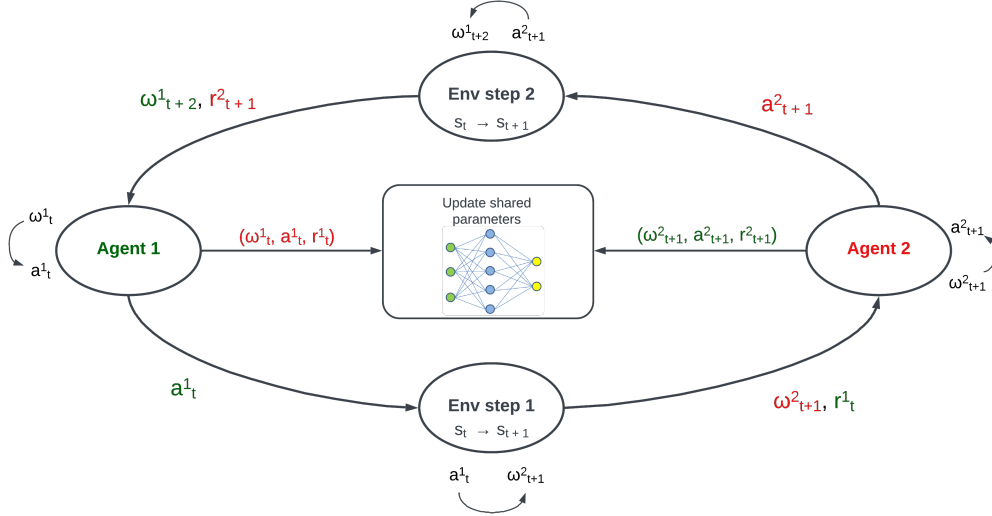 ω¹ₜ₊₂ a²ₜ₊₁
ω¹ₜ₊₂, r²ₜ₊₁
Env step 2
sₜ → sₜ₊₁
a²ₜ₊₁
Update shared
parameters
ω¹ₜ
a¹ₜ
Agent 1
(ω¹ₜ, a¹ₜ, r¹ₜ)
(ω²ₜ₊₁, a²ₜ₊₁, r²ₜ₊₁)
Agent 2
a²ₜ₊₁
ω²ₜ₊₁
a¹ₜ
Env step 1
sₜ → sₜ₊₁
ω²ₜ₊₁, r¹ₜ
a¹ₜ ω²ₜ₊₁